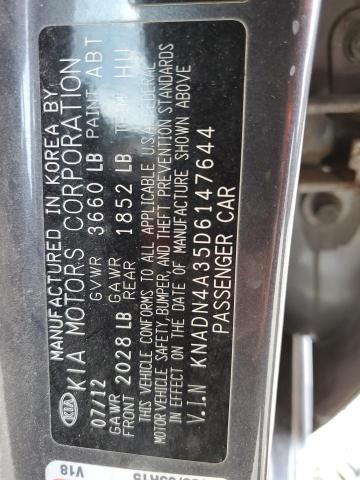 MANUFACTURED IN KOREA BY
KIA MOTORS CORPORATION
KIA
07/12 GVWR 3660 LB PAINT ABT
GAWR FRONT 2028 LB GAWR REAR 1852 LB TRIM HU
THIS VEHICLE CONFORMS TO ALL APPLICABLE U.S.A. FEDERAL
MOTOR VEHICLE SAFETY, BUMPER, AND THEFT PREVENTION STANDARDS
IN EFFECT ON THE DATE OF MANUFACTURE SHOWN ABOVE
V.I.N KNADN4A35D6147644
PASSENGER CAR
V18